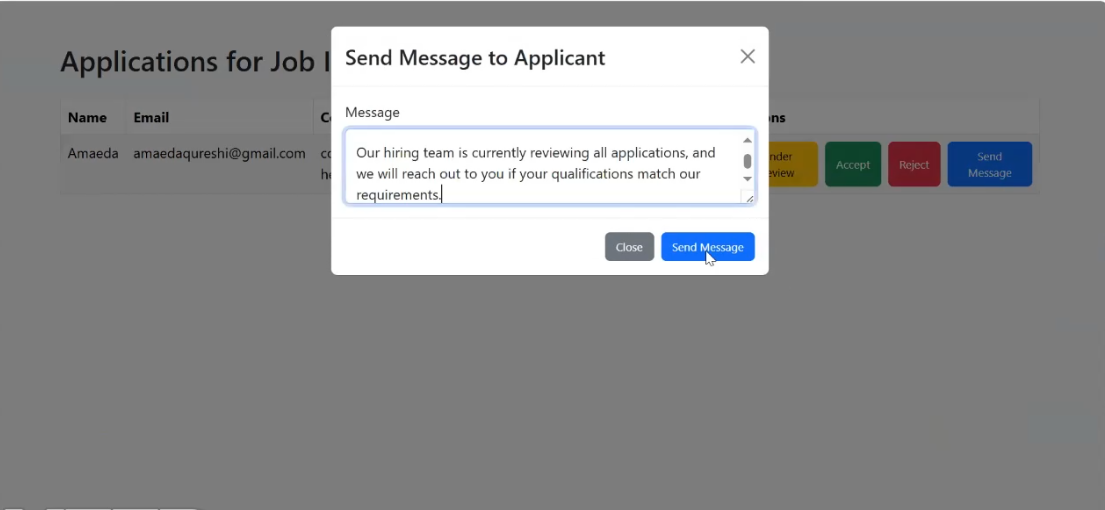 Applications for Job I
Send Message to Applicant
Message
Name Email C ns
Amaeda amaedaqureshi@gmail.com
Our hiring team is currently reviewing all applications, and
we will reach out to you if your qualifications match our
requirements.
nder
view
Accept
Reject
Send
Message
Close
Send Message